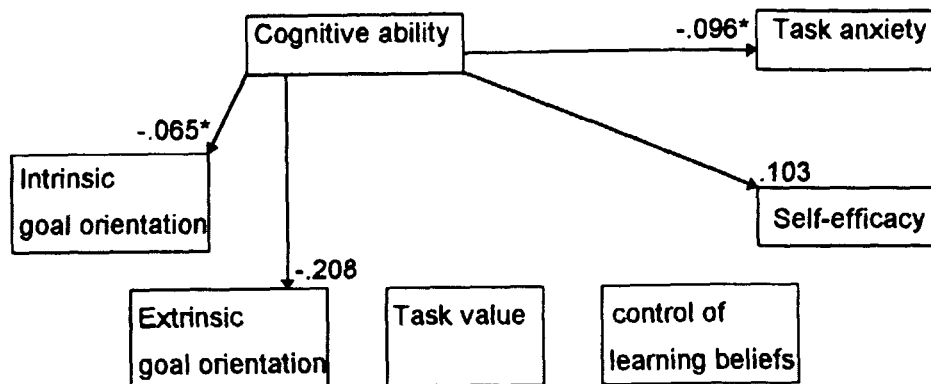 Cognitive ability
-.096*
Task anxiety
-.065*
Intrinsic
goal orientation
.103
Self-efficacy
-.208
Extrinsic
goal orientation
Task value
control of
learning beliefs